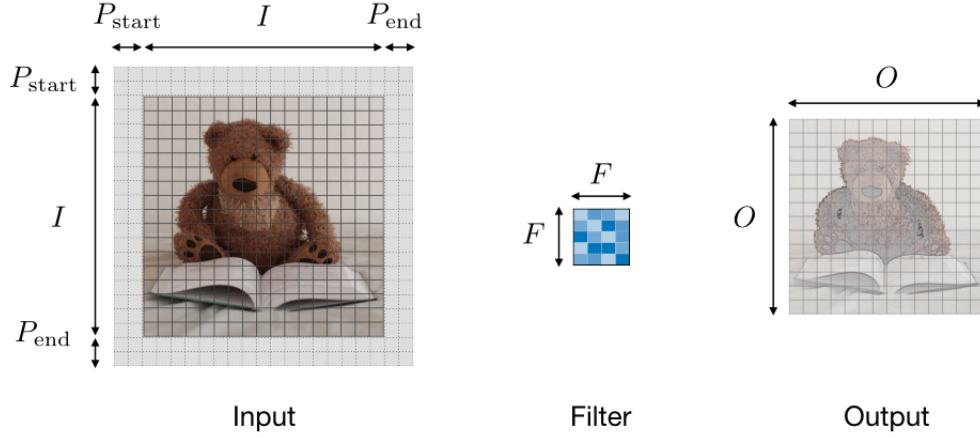 P_start I P_end
P_start
I
P_end
F
F
O
O
Input Filter Output